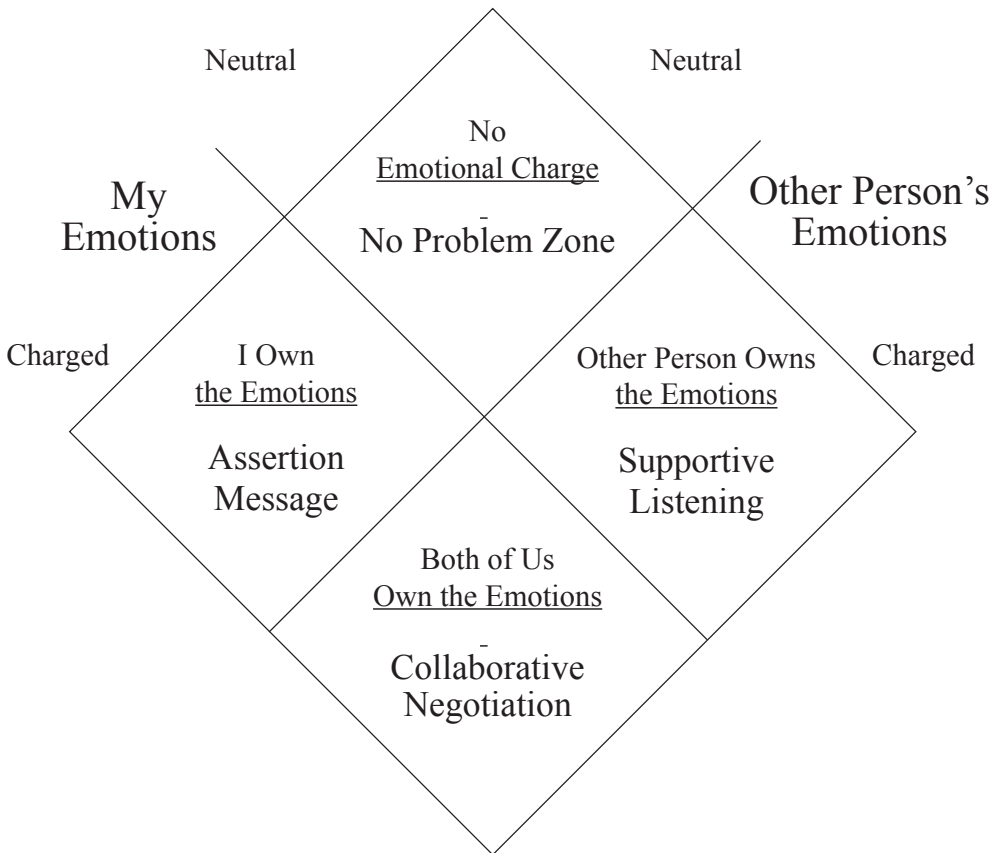 Neutral
Neutral
No
Emotional Charge
-
No Problem Zone
My
Emotions
Other Person’s
Emotions
Charged
Charged
I Own
the Emotions
Assertion
Message
Other Person Owns
the Emotions
Supportive
Listening
Both of Us
Own the Emotions
-
Collaborative
Negotiation